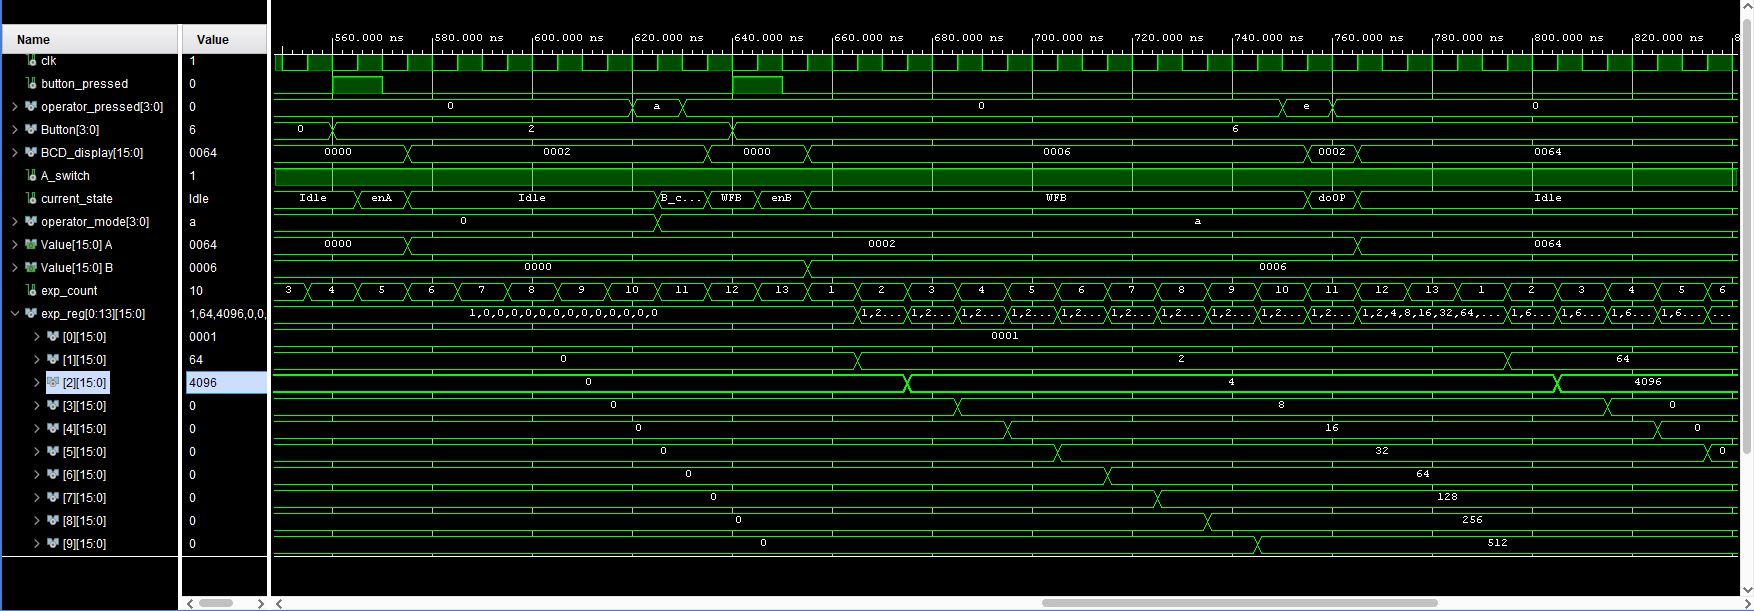 Name Value
560.000 ns 580.000 ns 600.000 ns 620.000 ns 640.000 ns 660.000 ns 680.000 ns 700.000 ns 720.000 ns 740.000 ns 760.000 ns 780.000 ns 800.000 ns 820.000 ns 8
clk 1
button_pressed 0
operator_pressed[3:0] 0 0 a 0 e 0
Button[3:0] 6 0 2 6
BCD_display[15:0] 0064 0000 0002 0000 0006 0002 0064
A_switch 1
current_state Idle Idle enA Idle B_c... WFB enB WFB doOP Idle
operator_mode[3:0] a 0 a
Value[15:0] A 0064 0000 0002 0064
Value[15:0] B 0006 0000 0006
exp_count 10 3 4 5 6 7 8 9 10 11 12 13 1 2 3 4 5 6 7 8 9 10 11 12 13 1 2 3 4 5 6
exp_reg[0:13][15:0] 1,64,4096,0,0, 1,0,0,0,0,0,0,0,0,0,0,0,0,0 1,2... 1,2... 1,2... 1,2... 1,2... 1,2... 1,2... 1,2... 1,2... 1,2... 1,2,4,8,16,32,64,... 1,6... 1,6... 1,6... 1,6... ...
[0][15:0] 0001 0001
[1][15:0] 64 0 2 64
[2][15:0] 4096 0 4 4096
[3][15:0] 0 0 8 0
[4][15:0] 0 0 16 0
[5][15:0] 0 0 32 0
[6][15:0] 0 0 64
[7][15:0] 0 0 128
[8][15:0] 0 0 256
[9][15:0] 0 0 512